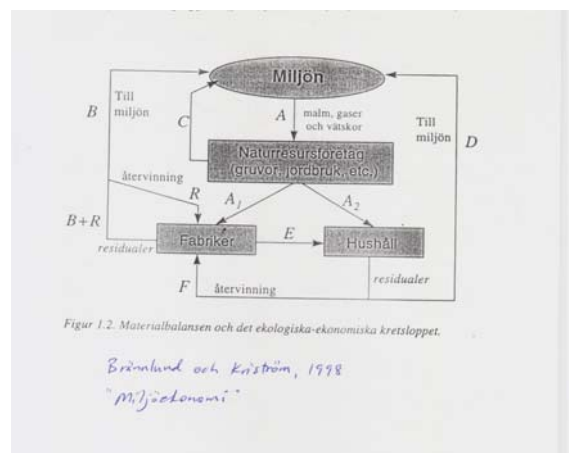 Miljön
B
Till
miljön
C
A
malm, gaser
och vätskor
Till
miljön
D
Naturresursföretag
(gruvor, jordbruk, etc.)
återvinning
R
A1
A2
B+R
residualer
Fabriker
E
Hushåll
residualer
F
återvinning
Figur 1.2. Materialbalansen och det ekologiska-ekonomiska kretsloppet.
Brännlund och Kriström, 1998
"Miljöekonomi"